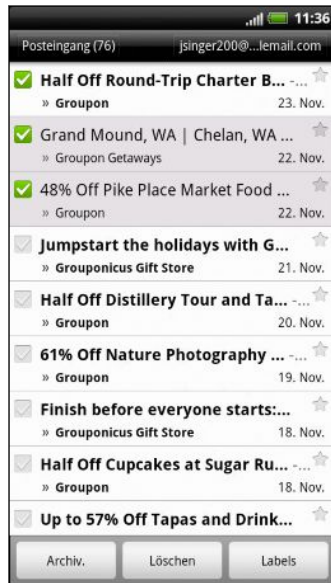 11:36
Posteingang (76) jsinger200@...lemail.com
Half Off Round-Trip Charter B... -...
» Groupon 23. Nov.
Grand Mound, WA | Chelan, WA ...
» Groupon Getaways 22. Nov.
48% Off Pike Place Market Food ...
» Groupon 22. Nov.
Jumpstart the holidays with G...
» Grouponicus Gift Store 21. Nov.
Half Off Distillery Tour and Ta... -...
» Groupon 20. Nov.
61% Off Nature Photography ... -...
» Groupon 19. Nov.
Finish before everyone starts:...
» Grouponicus Gift Store 18. Nov.
Half Off Cupcakes at Sugar Ru... -...
» Groupon 18. Nov.
Up to 57% Off Tapas and Drink...
Archiv. Löschen Labels